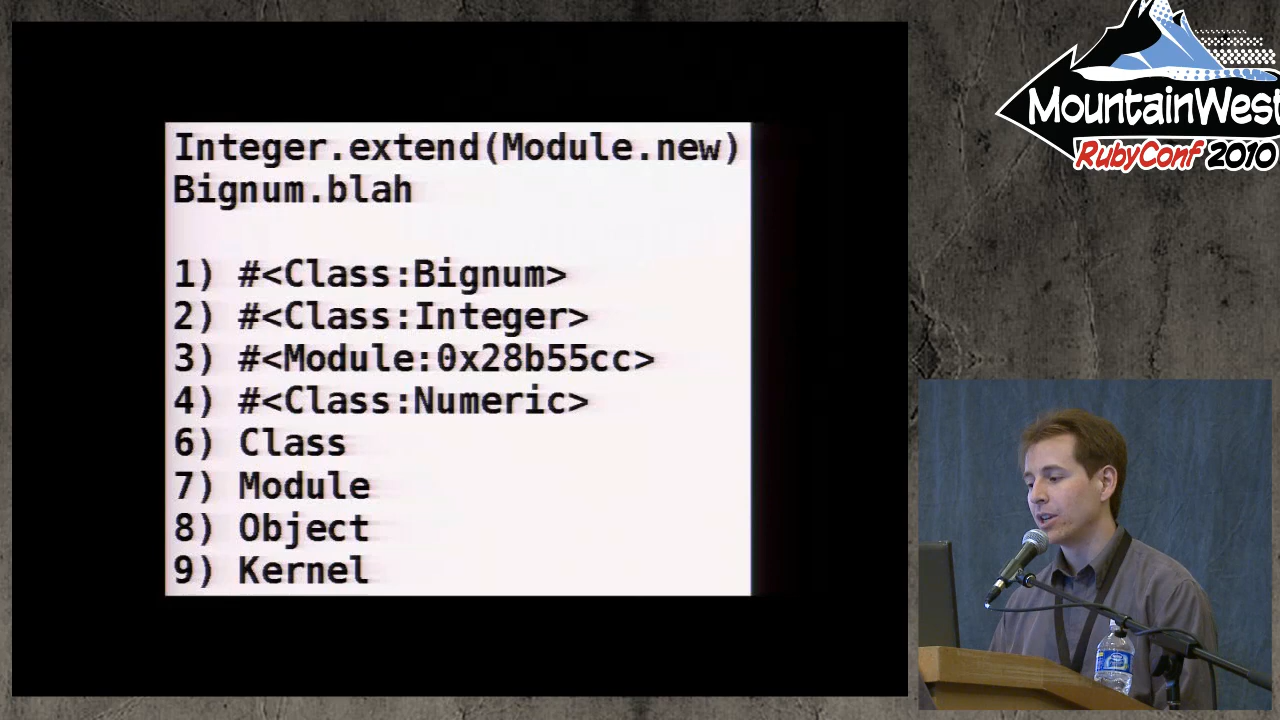 Integer.extend(Module.new)
Bignum.blah
1) #<Class:Bignum>
2) #<Class:Integer>
3) #<Module:0x28b55cc>
4) #<Class:Numeric>
6) Class
7) Module
8) Object
9) Kernel
MountainWest
RubyConf 2010